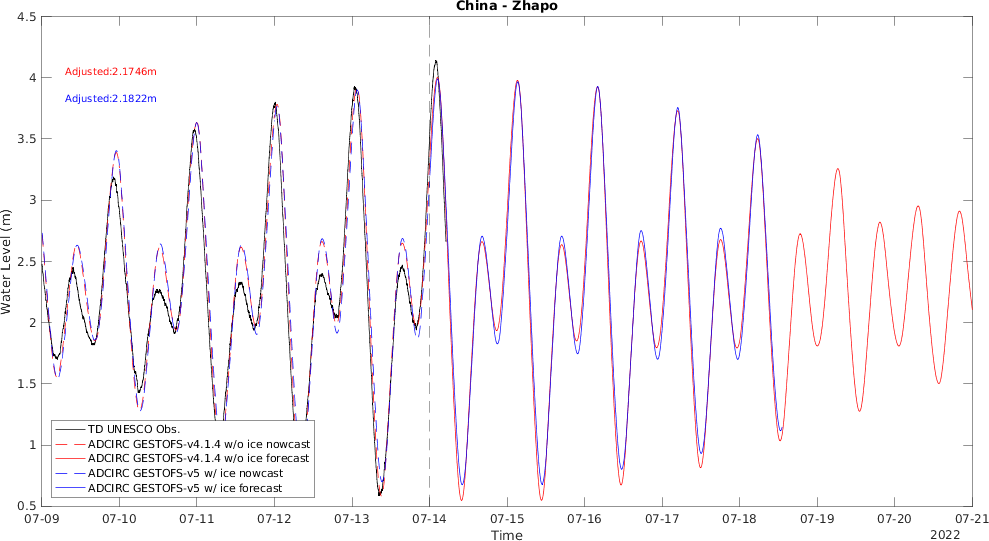 China - Zhapo
4.5
4
3.5
3
2.5
2
1.5
1
0.5
Water Level (m)
Adjusted:2.1746m
Adjusted:2.1822m
TD UNESCO Obs.
ADCIRC GESTOFS-v4.1.4 w/o ice nowcast
ADCIRC GESTOFS-v4.1.4 w/o ice forecast
ADCIRC GESTOFS-v5 w/ ice nowcast
ADCIRC GESTOFS-v5 w/ ice forecast
07-09 07-10 07-11 07-12 07-13 07-14 07-15 07-16 07-17 07-18 07-19 07-20 07-21
Time
2022